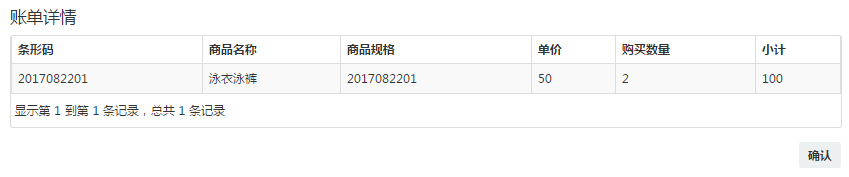 账单详情
条形码 商品名称 商品规格 单价 购买数量 小计
2017082201 泳衣泳裤 2017082201 50 2 100
显示第 1 到第 1 条记录，总共 1 条记录
确认